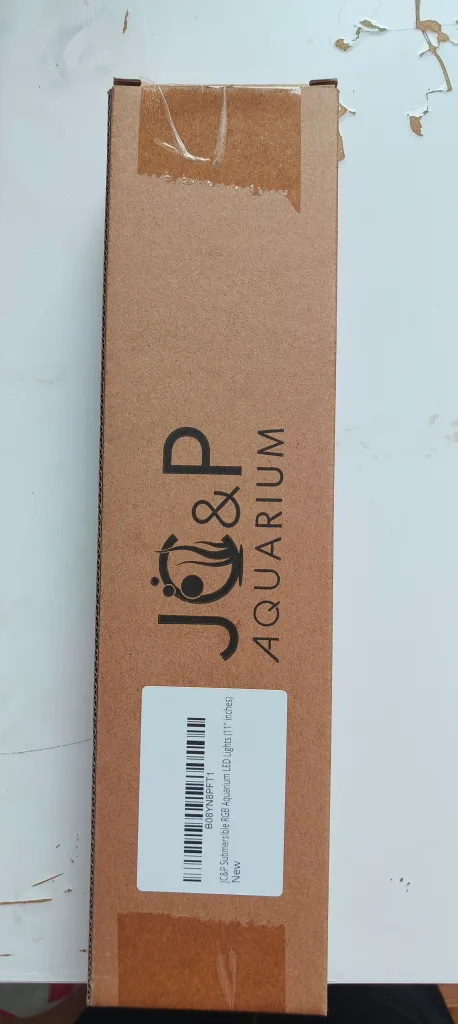 JC&P
AQUARIUM
B08YN8PFT1
JC&P Submersible RGB Aquarium LED Lights (11" inches)
New